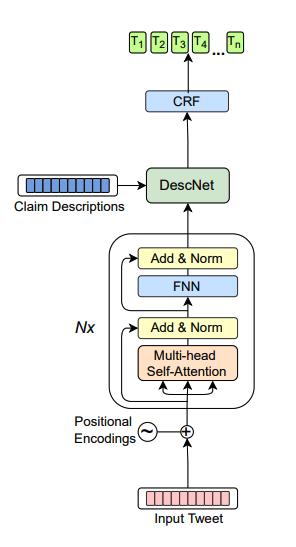 T1 T2 T3 T4 ... Tn
CRF
DescNet
Claim Descriptions
Add & Norm
FNN
Nx
Add & Norm
Multi-head
Self-Attention
Positional
Encodings
~
+
Input Tweet